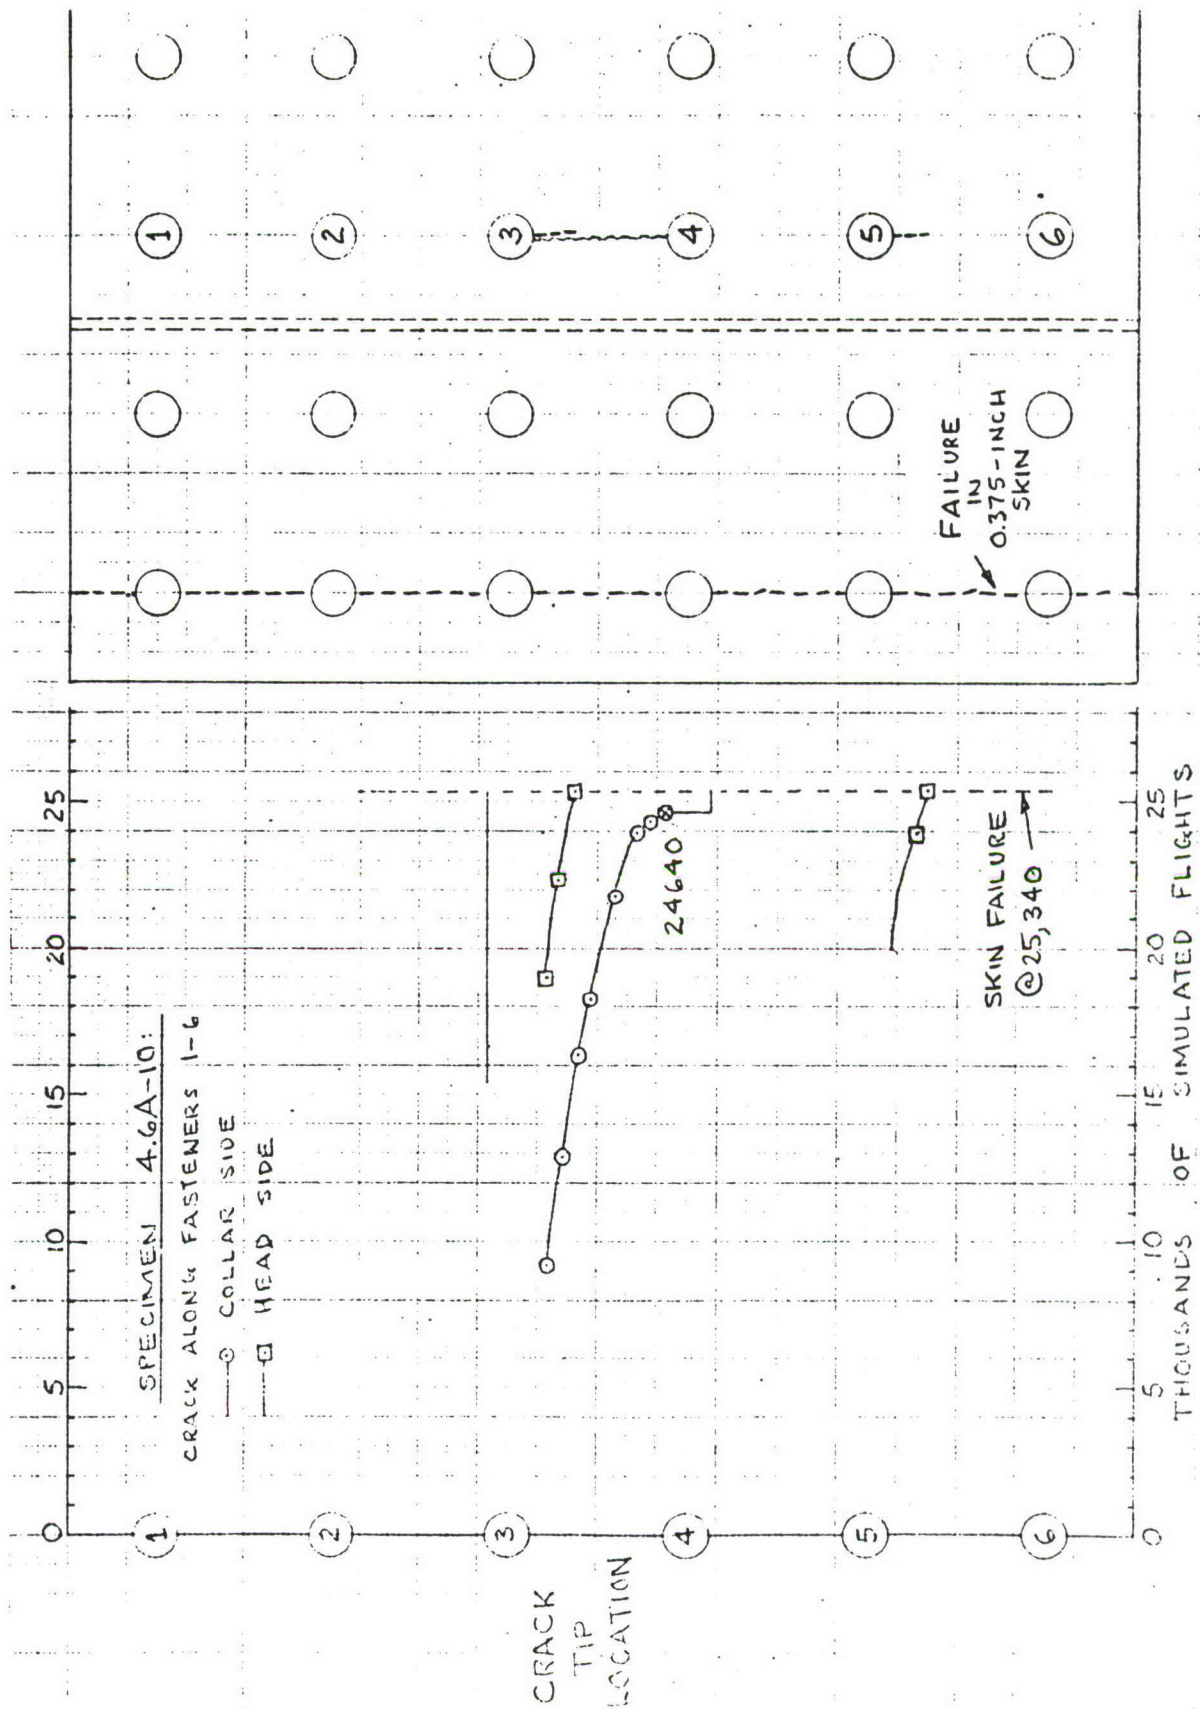 SPECIMEN 4.6A-10:
CRACK ALONG FASTENERS 1-6
COLLAR SIDE
HEAD SIDE
0 5 10 15 20 25
1
2
3
4
5
6
CRACK
TIP
LOCATION
24640
SKIN FAILURE
@25,340
0 5 10 15 20 25
THOUSANDS OF SIMULATED FLIGHTS
1
2
3
4
5
6
FAILURE
IN
0.375-INCH
SKIN